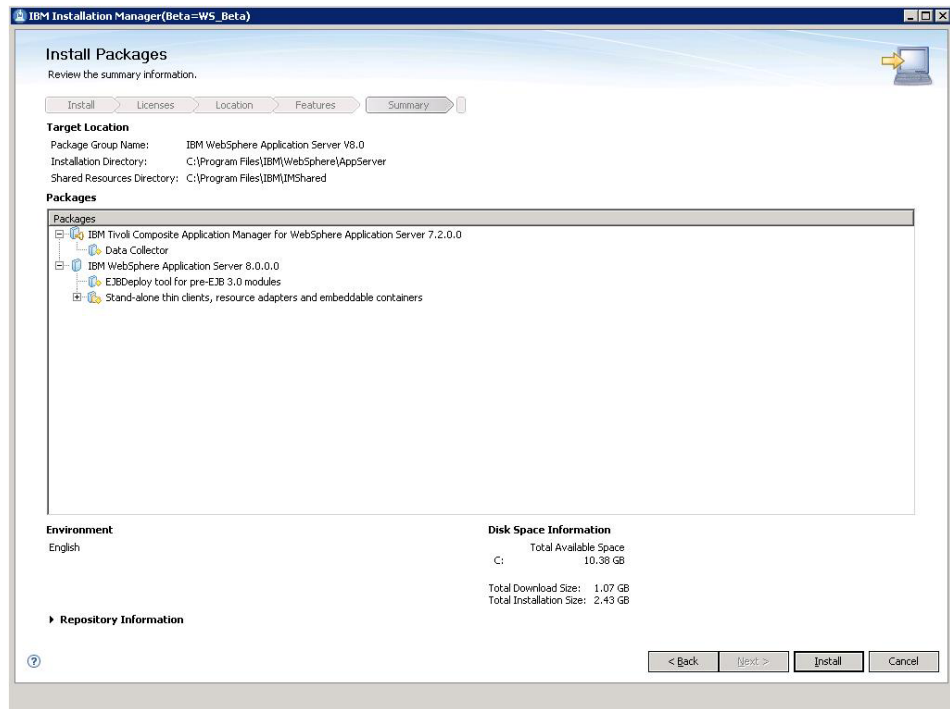 IBM Installation Manager(Beta=WS_Beta)
Install Packages
Review the summary information.
Install Licenses Location Features Summary
Target Location
Package Group Name: IBM WebSphere Application Server V8.0
Installation Directory: C:\Program Files\IBM\WebSphere\AppServer
Shared Resources Directory: C:\Program Files\IBM\IMShared
Packages
Packages
IBM Tivoli Composite Application Manager for WebSphere Application Server 7.2.0.0
Data Collector
IBM WebSphere Application Server 8.0.0.0
EJBDeploy tool for pre-EJB 3.0 modules
Stand-alone thin clients, resource adapters and embeddable containers
Environment
English
Disk Space Information
Total Available Space
C: 10.38 GB
Total Download Size: 1.07 GB
Total Installation Size: 2.43 GB
Repository Information
? < Back Next > Install Cancel